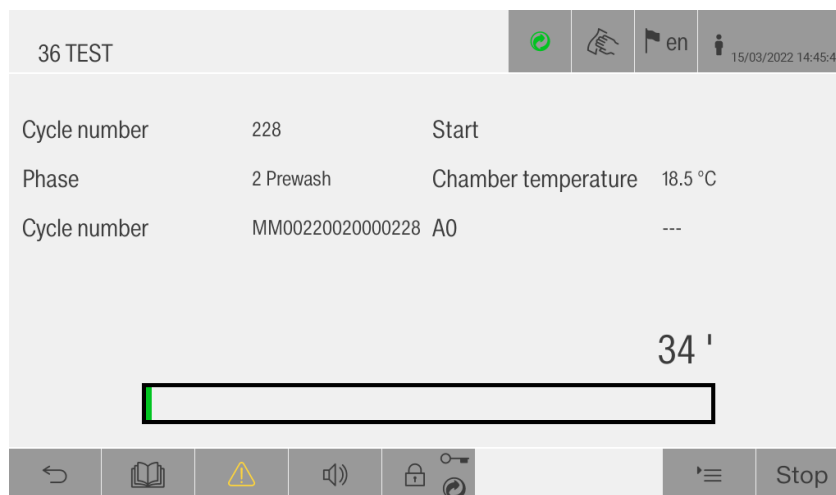 36 TEST
en
15/03/2022 14:45:4
Cycle number 228 Start
Phase 2 Prewash Chamber temperature 18.5 °C
Cycle number MM00220020000228 A0 ---
34 '
Stop